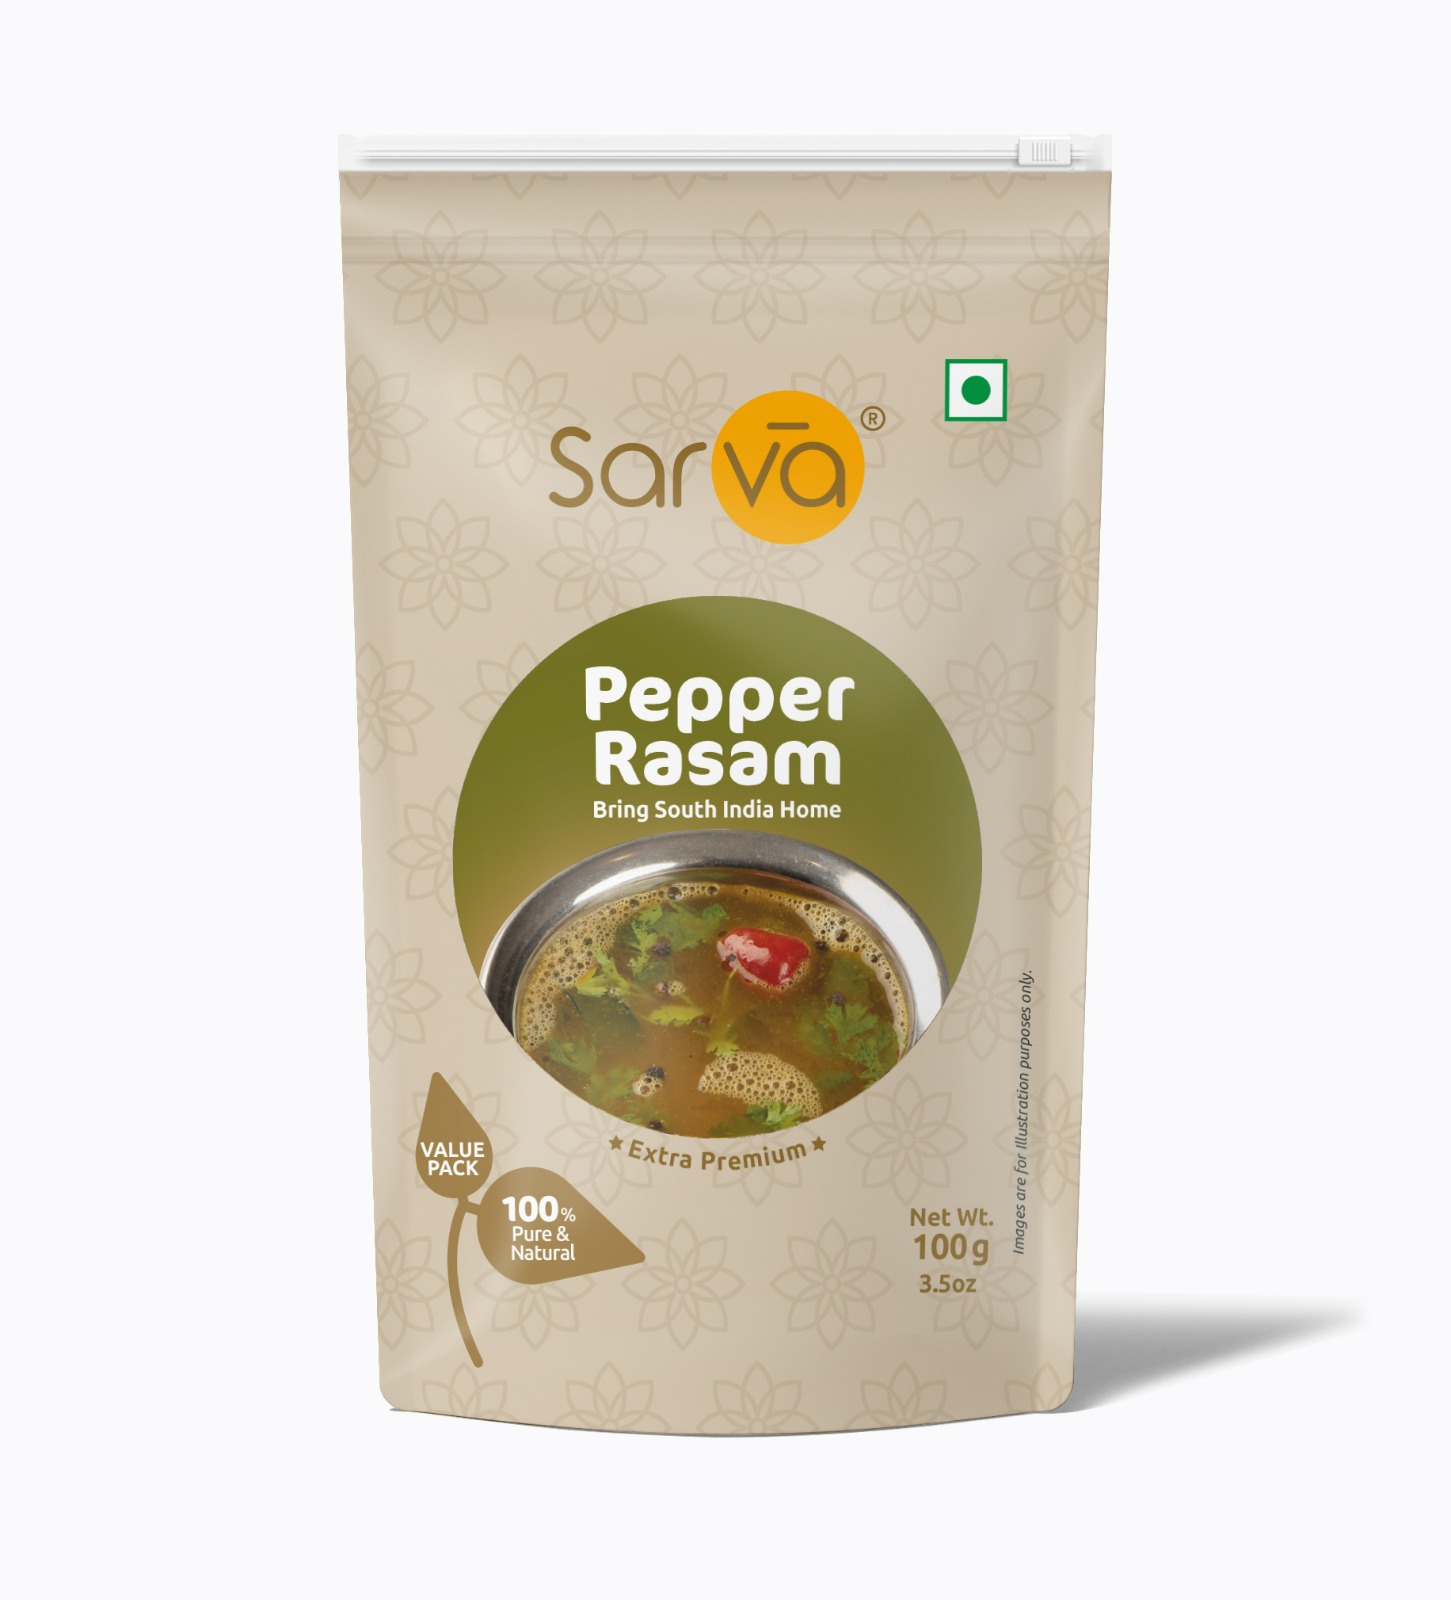 Sarvā®
Pepper
Rasam
Bring South India Home
★ Extra Premium ★
VALUE
PACK
100%
Pure &
Natural
Net Wt.
100g
3.5oz
Images are for Illustration purposes only.